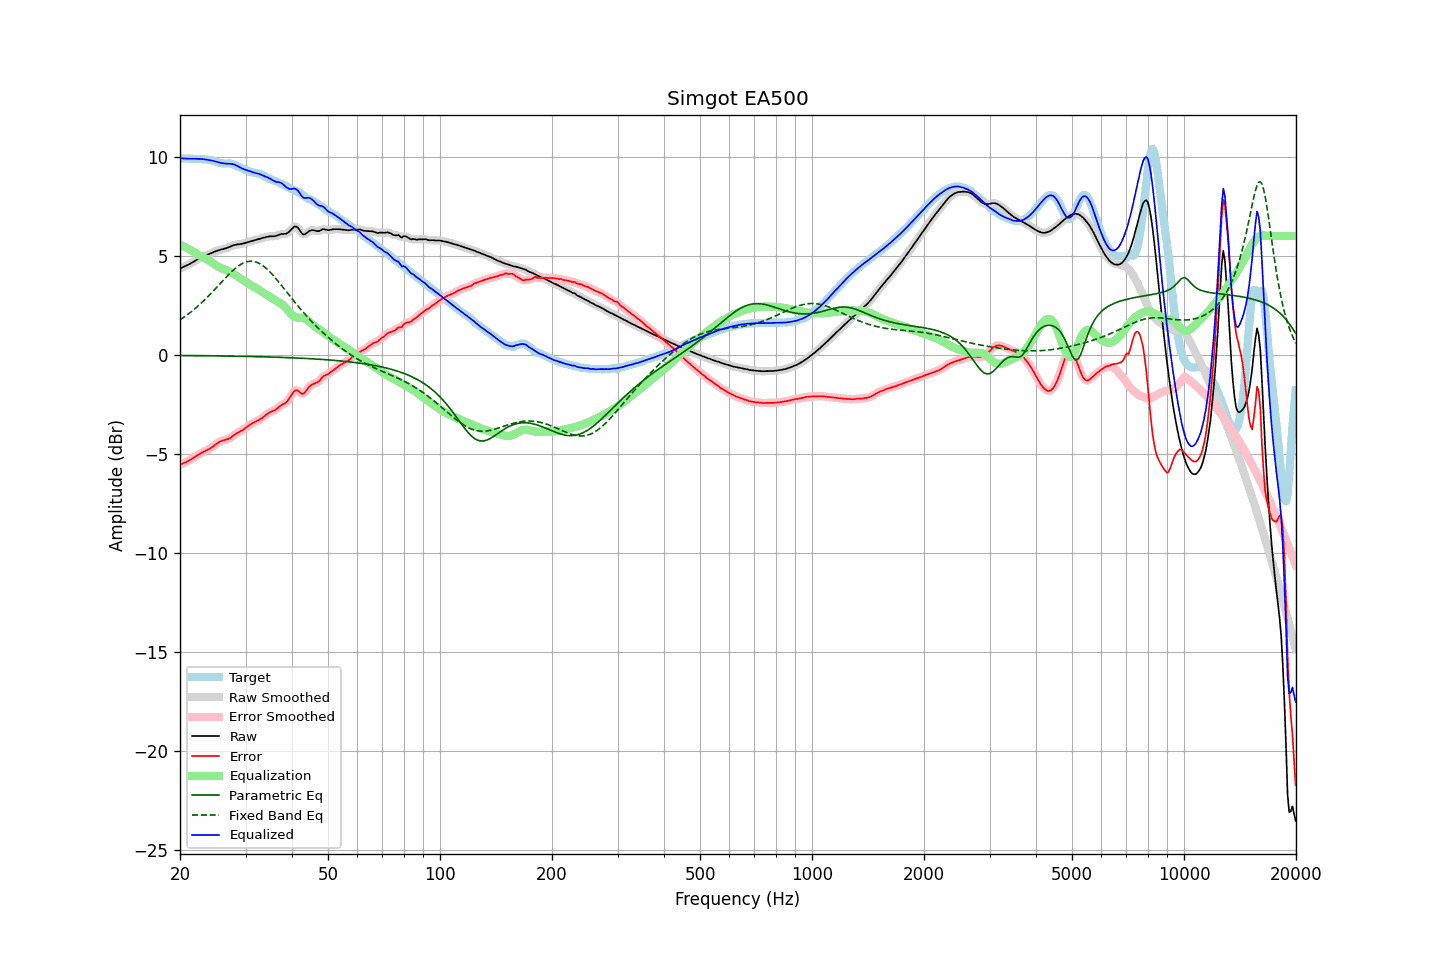 Simgot EA500
10
5
0
−5
−10
−15
−20
−25
Amplitude (dBr)
Target
Raw Smoothed
Error Smoothed
Raw
Error
Equalization
Parametric Eq
Fixed Band Eq
Equalized
20 50 100 200 500 1000 2000 5000 10000 20000
Frequency (Hz)